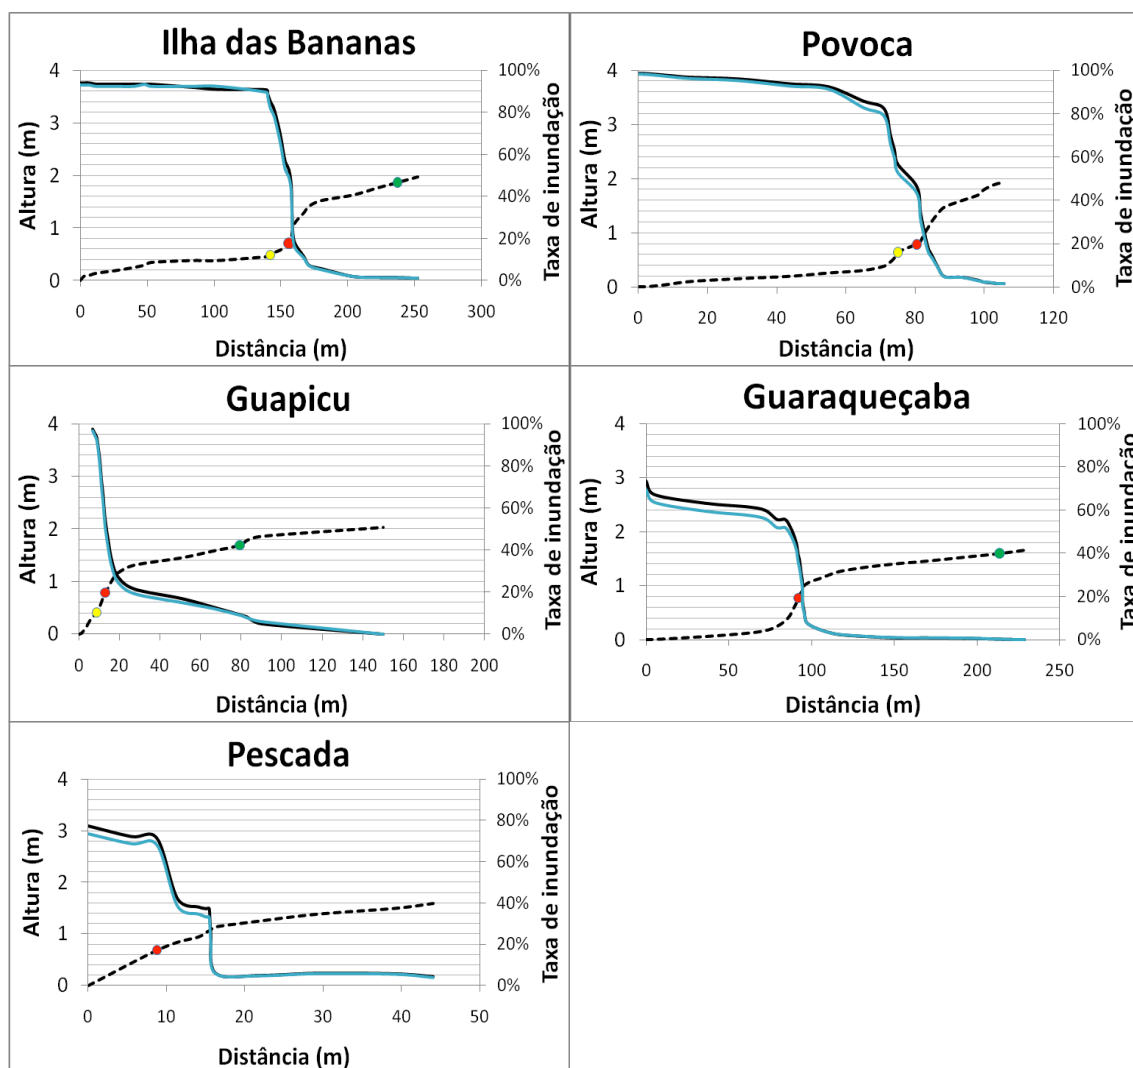 Ilha das Bananas
Altura (m)
4
3
2
1
0
100%
80%
60%
40%
20%
0%
Taxa de inundação
0 50 100 150 200 250 300
Distância (m)
Povoca
Altura (m)
4
3
2
1
0
100%
80%
60%
40%
20%
0%
Taxa de inundação
0 20 40 60 80 100 120
Distância (m)
Guapicu
Altura (m)
4
3
2
1
0
100%
80%
60%
40%
20%
0%
Taxa de inundação
0 20 40 60 80 100 120 140 160 180 200
Distância (m)
Guaraqueçaba
Altura (m)
4
3
2
1
0
100%
80%
60%
40%
20%
0%
Taxa de inundação
0 50 100 150 200 250
Distância (m)
Pescada
Altura (m)
4
3
2
1
0
100%
80%
60%
40%
20%
0%
Taxa de inundação
0 10 20 30 40 50
Distância (m)